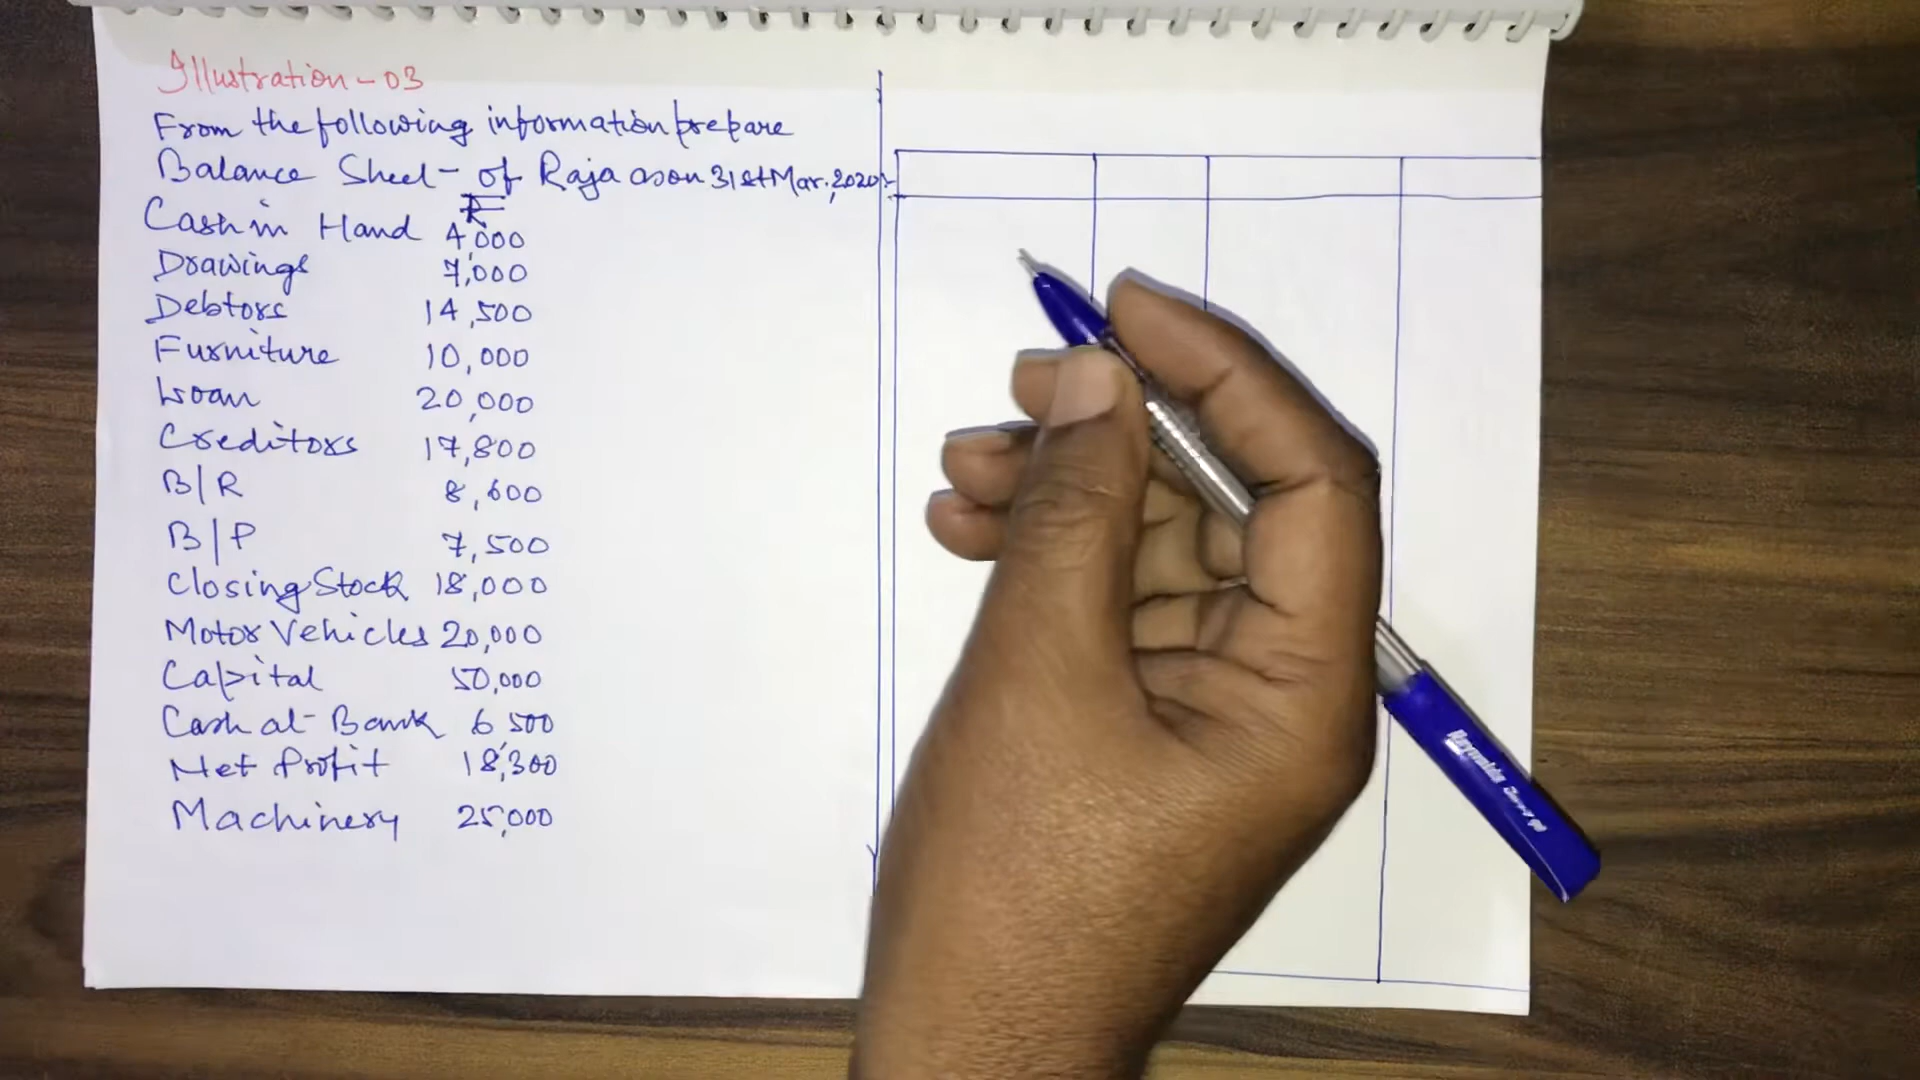 Illustration - 03
From the following information prepare
Balance Sheet of Raja as on 31st Mar, 2020:-
₹
Cash in Hand 4,000
Drawings 7,000
Debtors 14,500
Furniture 10,000
Loan 20,000
Creditors 17,800
B/R 8,600
B/P 7,500
Closing Stock 18,000
Motor Vehicles 20,000
Capital 50,000
Cash at Bank 6,500
Net Profit 18,300
Machinery 25,000
Reynolds